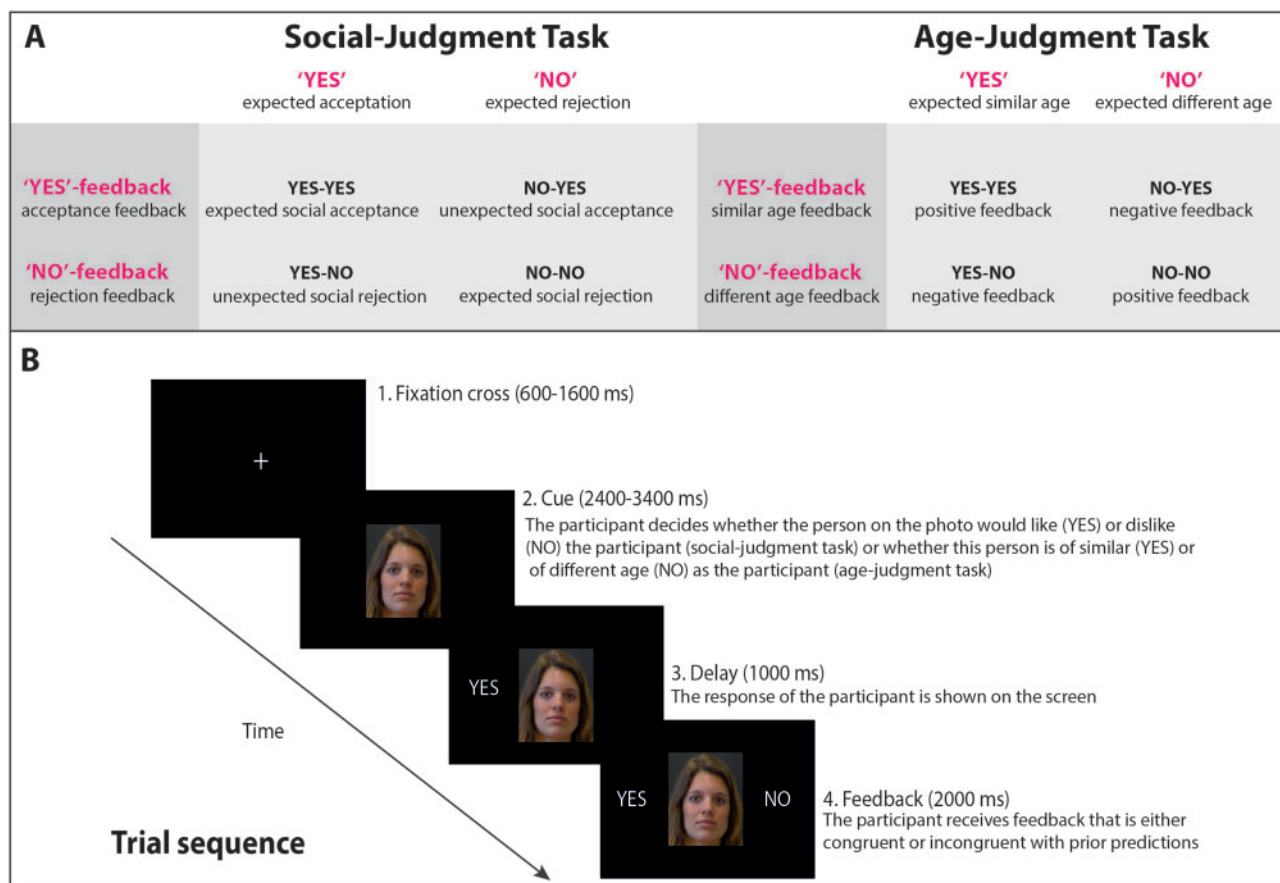 A
Social-Judgment Task
Age-Judgment Task
‘YES’
‘NO’
‘YES’
‘NO’
expected acceptation
expected rejection
expected similar age
expected different age
‘YES’-feedback
YES-YES
NO-YES
‘YES’-feedback
YES-YES
NO-YES
acceptance feedback
expected social acceptance
unexpected social acceptance
similar age feedback
positive feedback
negative feedback
‘NO’-feedback
YES-NO
NO-NO
‘NO’-feedback
YES-NO
NO-NO
rejection feedback
unexpected social rejection
expected social rejection
different age feedback
negative feedback
positive feedback
B
1. Fixation cross (600-1600 ms)
+
2. Cue (2400-3400 ms)
The participant decides whether the person on the photo would like (YES) or dislike
(NO) the participant (social-judgment task) or whether this person is of similar (YES) or
of different age (NO) as the participant (age-judgment task)
YES
3. Delay (1000 ms)
The response of the participant is shown on the screen
Time
YES
NO
4. Feedback (2000 ms)
The participant receives feedback that is either
congruent or incongruent with prior predictions
Trial sequence